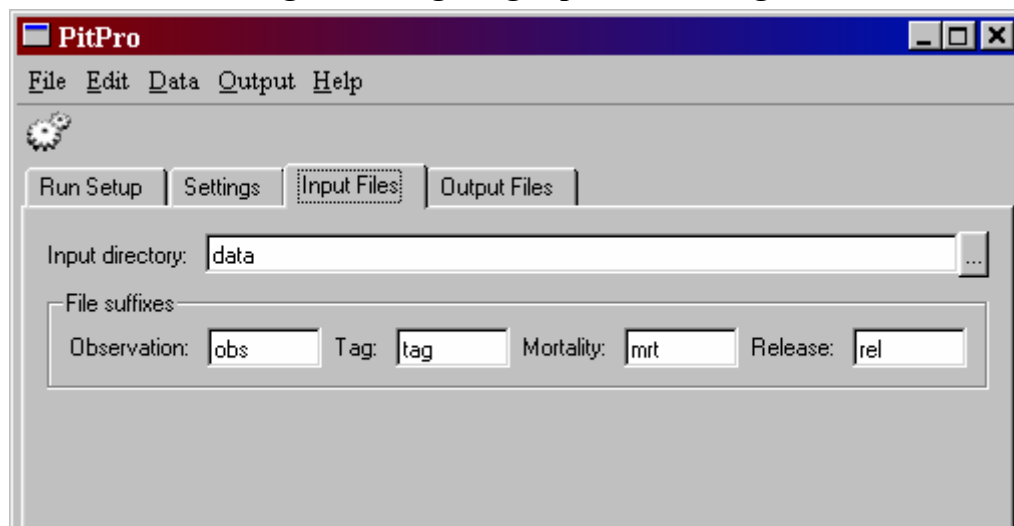 PitPro
File Edit Data Output Help
Run Setup Settings Input Files Output Files
Input directory: data ...
File suffixes
Observation: obs Tag: tag Mortality: mrt Release: rel